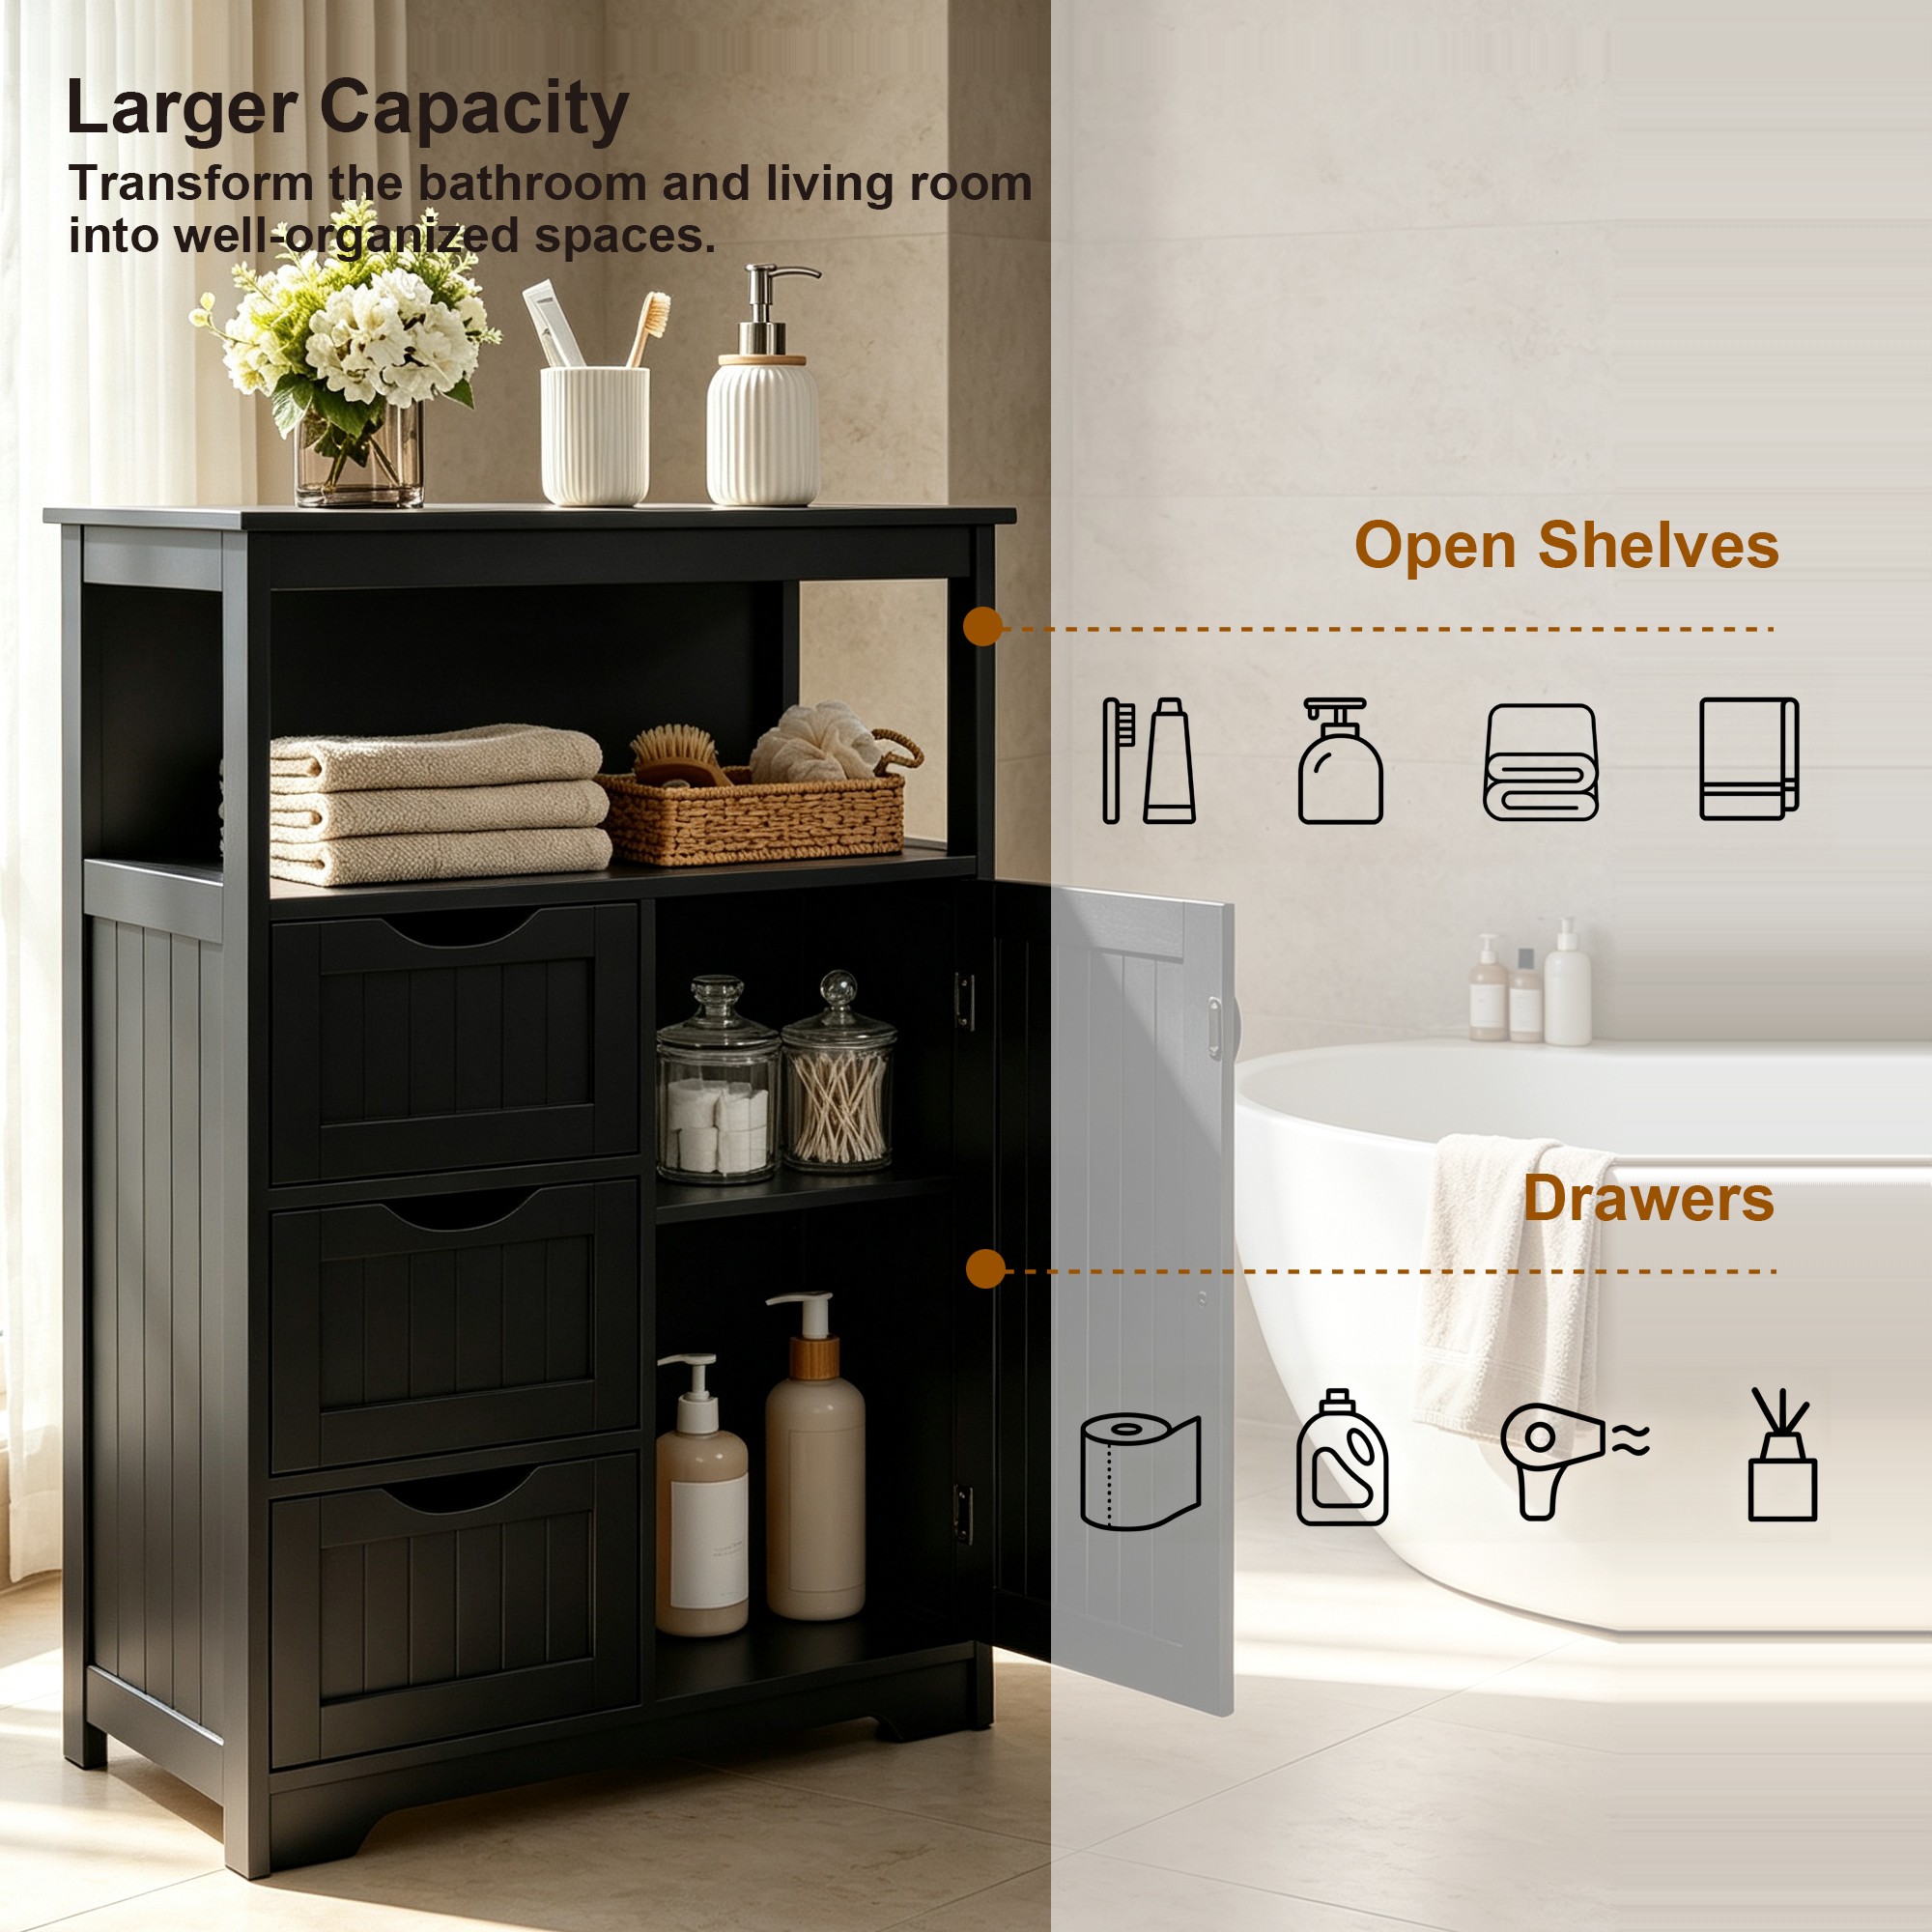 Larger Capacity
Transform the bathroom and living room
into well-organized spaces.
Open Shelves
Drawers